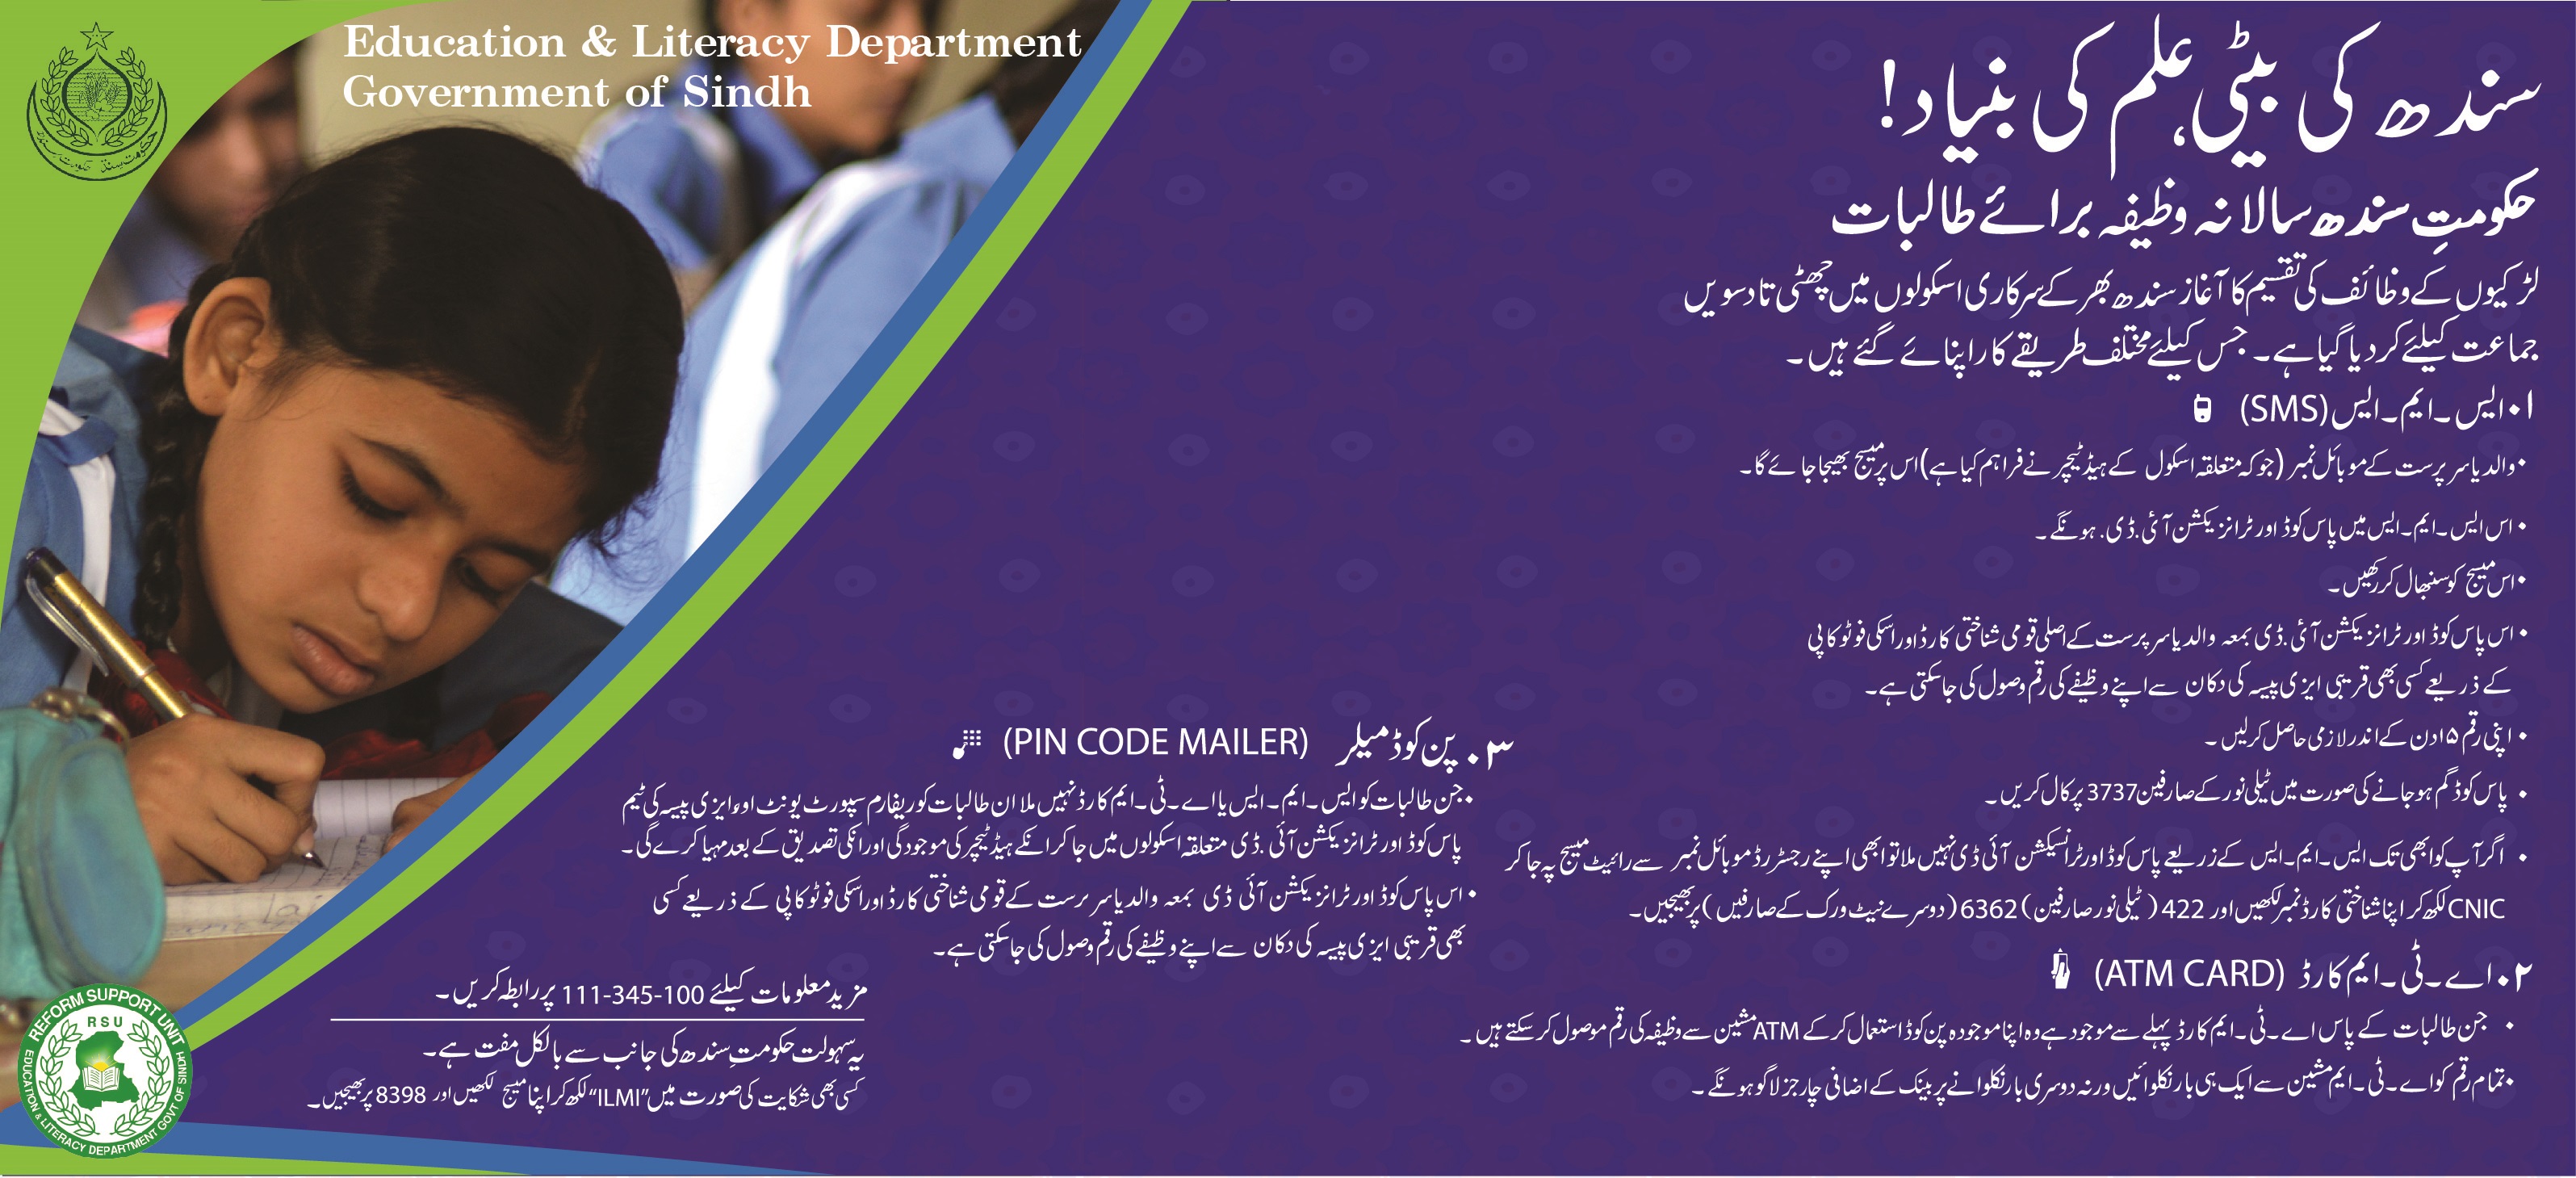 Education & Literacy Department
Government of Sindh
سندھ کی بیٹی، علم کی بنیاد!
حکومتِ سندھ سالانہ وظیفہ برائے طالبات
لڑکیوں کے وظائف کی تقسیم کا آغاز سندھ بھر کے سرکاری اسکولوں میں چھٹی تا دسویں
جماعت کیلئے کردیا گیا ہے۔ جس کیلئے مختلف طریقے کار اپنائے گئے ہیں۔
۰۱ ایس۔ایم۔ایس (SMS)
• والد یا سرپرست کے موبائل نمبر (جوکہ متعلقہ اسکول کے ہیڈ ٹیچر نے فراہم کیا ہے) اس پر میسج بھیجا جائے گا۔
• اس ایس۔ایم۔ایس میں پاس کوڈ اور ٹرانزیکشن آئی.ڈی. ہونگے۔
• اس میسج کو سنبھال کر رکھیں۔
• اس پاس کوڈ اور ٹرانزیکشن آئی.ڈی بمعہ والد یا سرپرست کے اصلی قومی شناختی کارڈ اور اسکی فوٹو کاپی
کے ذریعے کسی بھی قریبی ایزی پیسہ کی دکان سے اپنے وظیفے کی رقم وصول کی جاسکتی ہے۔
• اپنی رقم ۱۵ دن کے اندر لازمی حاصل کرلیں۔
• پاس کوڈ گم ہوجانے کی صورت میں ٹیلی نور کے صارفین 3737 پر کال کریں۔
• اگر آپ کو ابھی تک ایس۔ایم۔ایس کے زریعے پاس کوڈ اور ٹرانسیکشن آئی ڈی نہیں ملا تو ابھی اپنے رجسٹرڈ موبائل نمبر سے رائیٹ میسج پہ جا کر
CNIC لکھ کر اپنا شناختی کارڈ نمبر لکھیں اور 422 (ٹیلی نور صارفین) 6362 (دوسرے نیٹ ورک کے صارفیں) پر بھیجیں۔
۰۲ اے۔ٹی۔ایم کارڈ (ATM CARD)
• جن طالبات کے پاس اے۔ٹی۔ایم کارڈ پہلے سے موجود ہے وہ اپنا موجودہ پن کوڈ استعمال کرکے ATM مشین سے وظیفہ کی رقم موصول کرسکتے ہیں۔
• تمام رقم کو اے۔ٹی۔ایم مشین سے ایک ہی بار نکلوائیں ورنہ دوسری بار نکلوانے پر بینک کے اضافی چارجز لاگو ہونگے۔
۰۳ پن کوڈ میلر (PIN CODE MAILER)
• جن طالبات کو ایس۔ایم۔ایس یا اے۔ٹی۔ایم کارڈ نہیں ملا ان طالبات کو ریفارم سپورٹ یونٹ اور ایزی پیسہ کی ٹیم
پاس کوڈ اور ٹرانزیکشن آئی.ڈی متعلقہ اسکولوں میں جا کر انکے ہیڈ ٹیچر کی موجودگی اور انکی تصدیق کے بعد مہیا کرے گی۔
• اس پاس کوڈ اور ٹرانزیکشن آئی ڈی بمعہ والد یا سرپرست کے قومی شناختی کارڈ اور اسکی فوٹو کاپی کے ذریعے کسی
بھی قریبی ایزی پیسہ کی دکان سے اپنے وظیفے کی رقم وصول کی جاسکتی ہے۔
مزید معلومات کیلئے 111-345-100 پر رابطہ کریں۔
یہ سہولت حکومتِ سندھ کی جانب سے بالکل مفت ہے۔
کسی بھی شکایت کی صورت میں "ILMI" لکھ کر اپنا میسج لکھیں اور 8398 پر بھیجیں۔
REFORM SUPPORT UNIT
RSU
EDUCATION & LITERACY DEPARTMENT GOVT OF SINDH